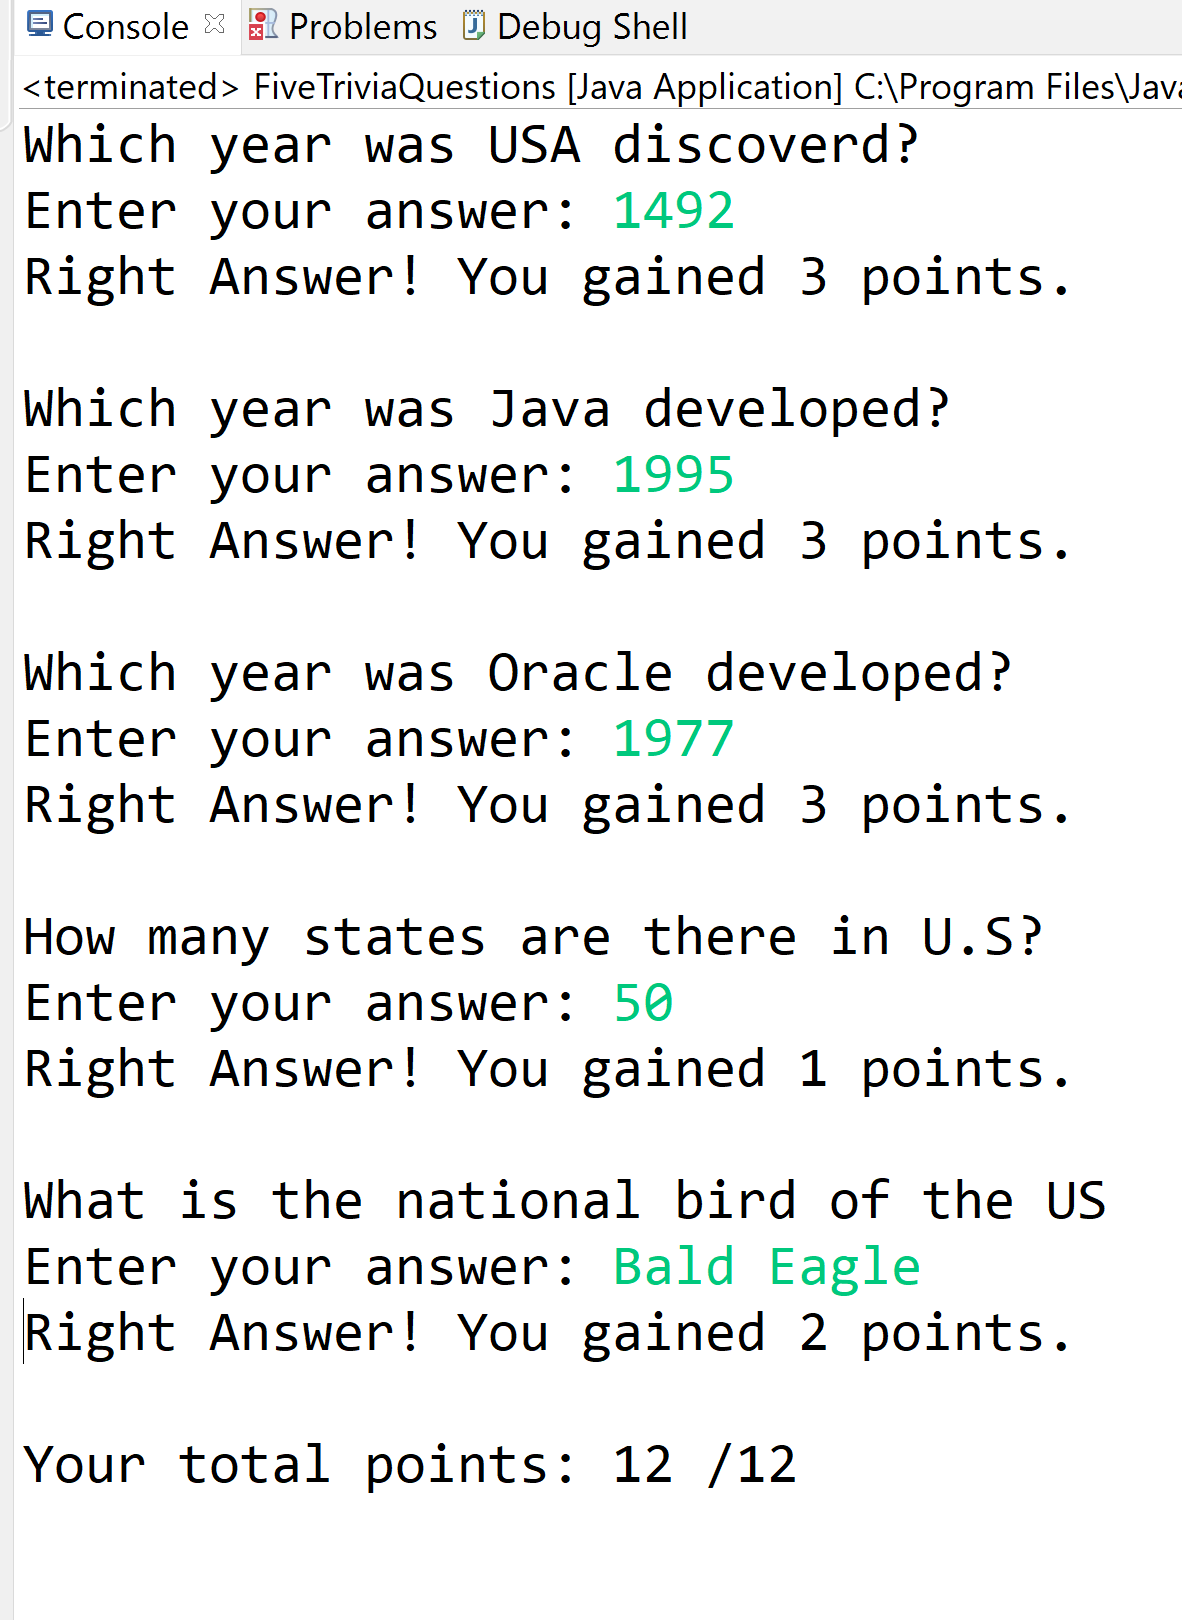 Console Problems Debug Shell
<terminated> FiveTriviaQuestions [Java Application] C:\Program Files\Java
Which year was USA discoverd?
Enter your answer: 1492
Right Answer! You gained 3 points.
Which year was Java developed?
Enter your answer: 1995
Right Answer! You gained 3 points.
Which year was Oracle developed?
Enter your answer: 1977
Right Answer! You gained 3 points.
How many states are there in U.S?
Enter your answer: 50
Right Answer! You gained 1 points.
What is the national bird of the US
Enter your answer: Bald Eagle
Right Answer! You gained 2 points.
Your total points: 12 /12